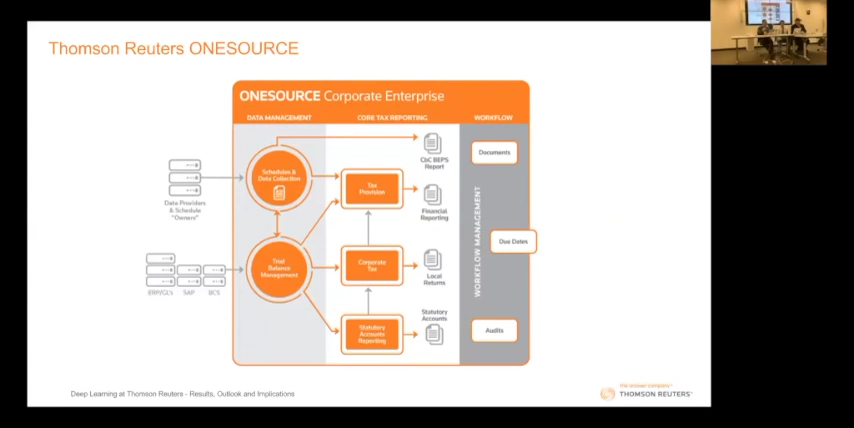 Thomson Reuters ONESOURCE
ONESOURCE Corporate Enterprise
DATA MANAGEMENT
CORE TAX REPORTING
WORKFLOW
Schedules &
Data Collection
Tax
Provision
CbC BEPS
Report
Documents
Data Providers
& Schedule
"Owners"
Financial
Reporting
WORKFLOW MANAGEMENT
Due Dates
Trial
Balance
Management
Corporate
Tax
Local
Returns
ERP/GL's
SAP
BCS
Statutory
Accounts
Reporting
Statutory
Accounts
Audits
Deep Learning at Thomson Reuters - Results, Outlook and Implications
the answer company™
THOMSON REUTERS®